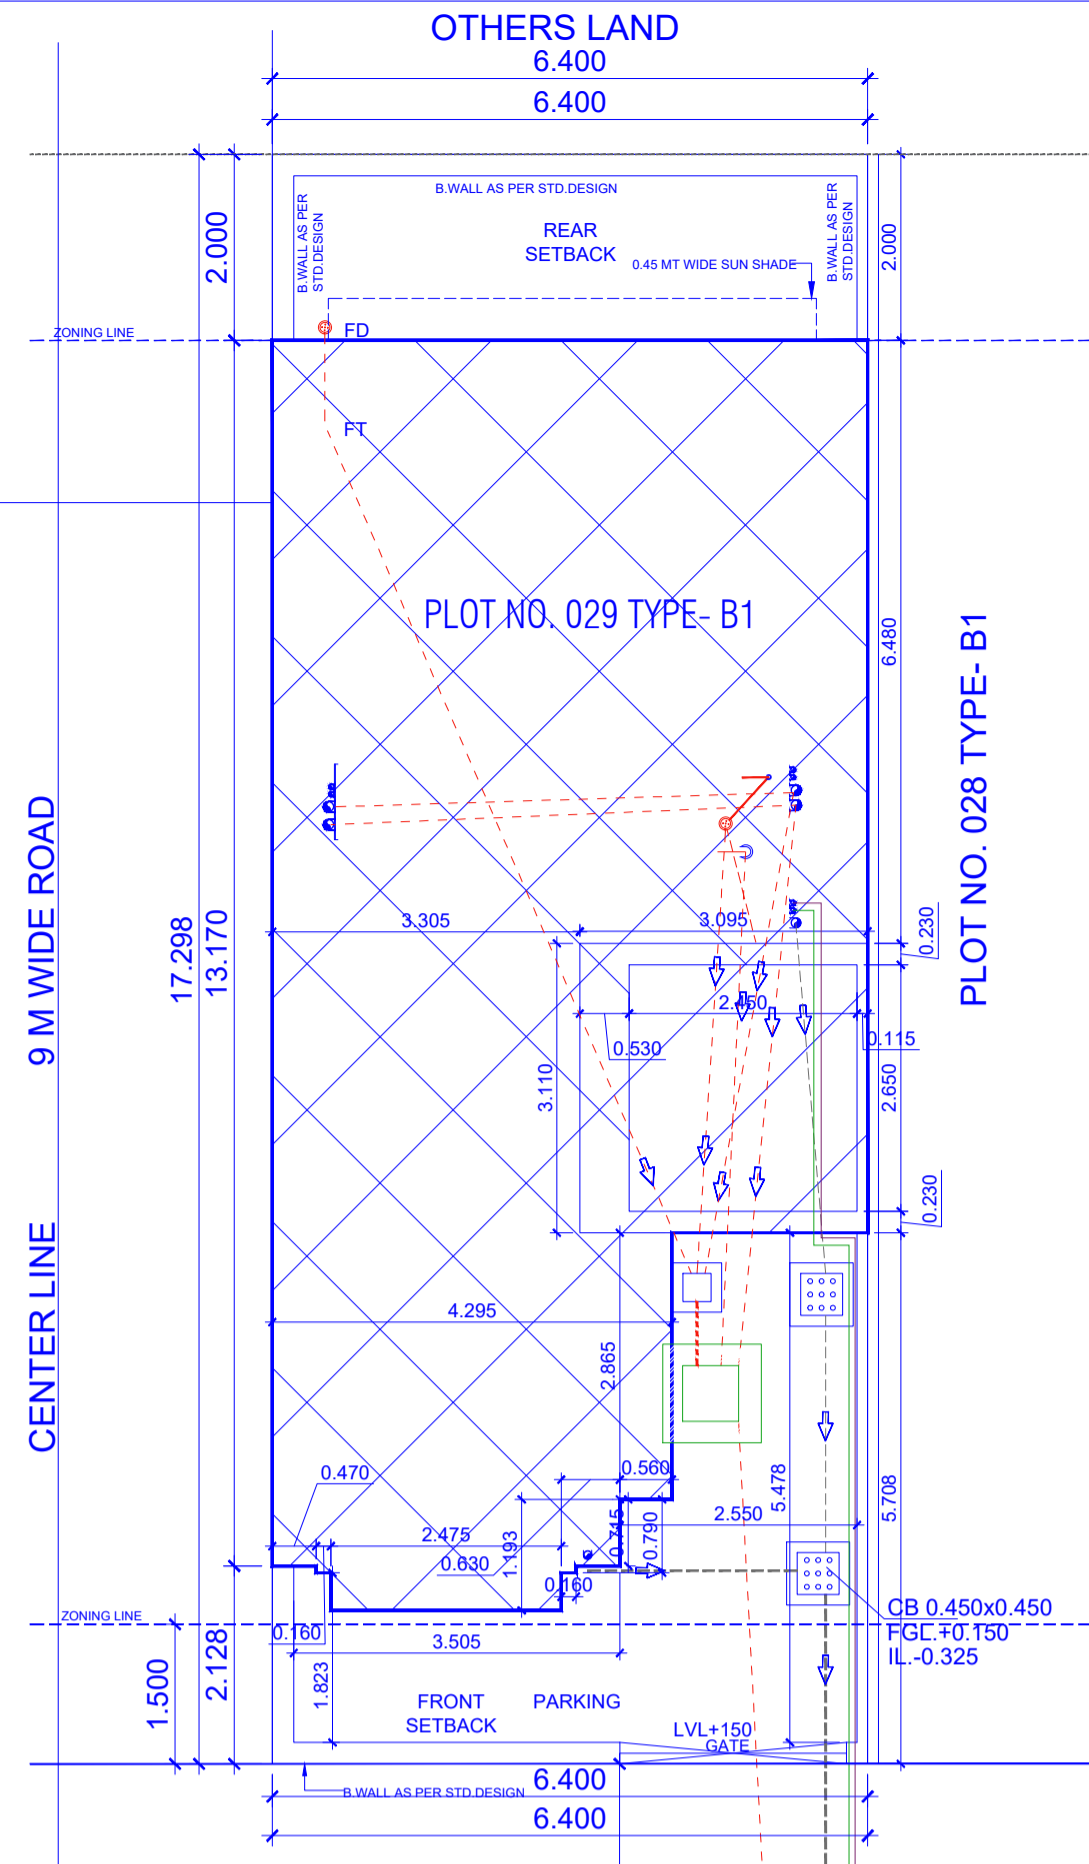 OTHERS LAND
6.400
6.400
B.WALL AS PER STD.DESIGN
B.WALL AS PER
STD.DESIGN
B.WALL AS PER
STD.DESIGN
REAR
SETBACK
0.45 MT WIDE SUN SHADE
2.000
2.000
ZONING LINE
FD
FT
PLOT NO. 029 TYPE- B1
6.480
PLOT NO. 028 TYPE- B1
9 M WIDE ROAD
17.298
13.170
3.305
3.095
0.230
2.450
0.530
0.115
3.110
2.650
0.230
CENTER LINE
4.295
2.865
0.470
0.560
5.478
5.708
2.475
1.193
0.715
0.790
2.550
0.630
0.160
CB 0.450x0.450
FGL.+0.150
IL.-0.325
ZONING LINE
0.160
3.505
1.500
2.128
1.823
FRONT
SETBACK
PARKING
LVL+150
GATE
B.WALL AS PER STD.DESIGN
6.400
6.400